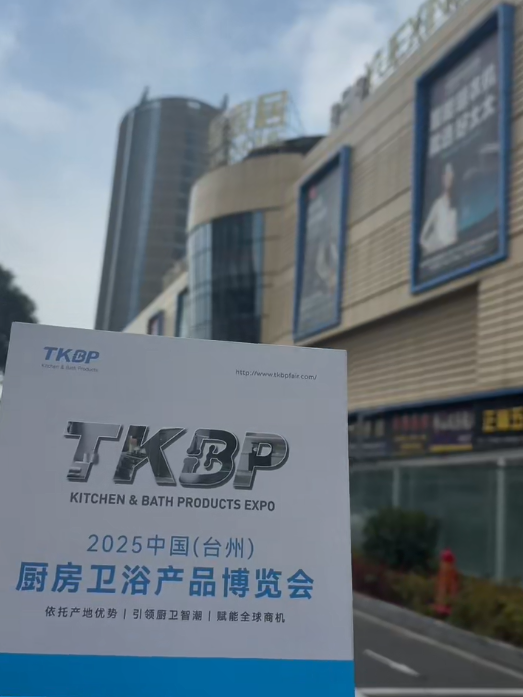 TKBP
Kitchen & Bath Products
http://www.tkbpfair.com/
TKBP
KITCHEN & BATH PRODUCTS EXPO
2025中国(台州)
厨房卫浴产品博览会
依托产地优势 | 引领厨卫智潮 | 赋能全球商机